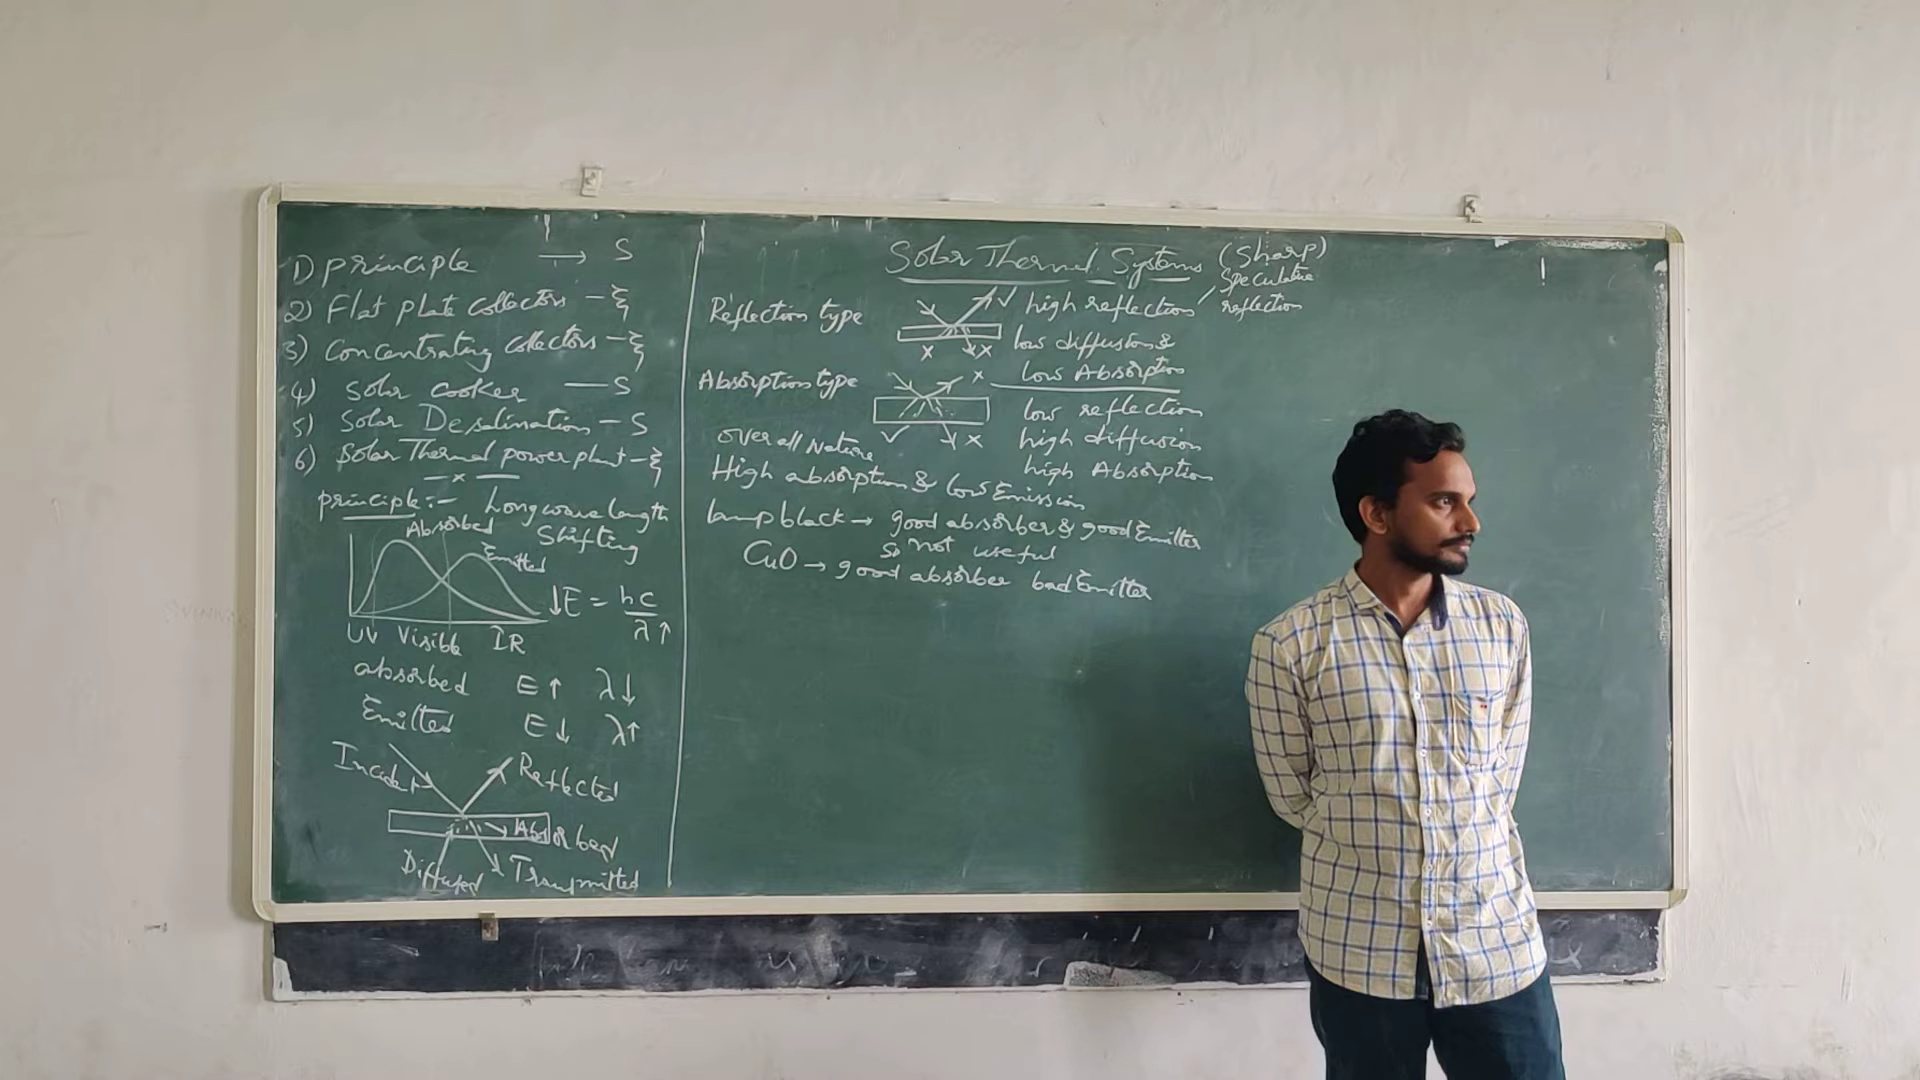 1) principle → S
2) Flat plate collectors - ξ
3) Concentrating collectors - ξ
4) Solar cooker — S
5) Solar Desalination - S
6) Solar Thermal power plant - ξ
— x —
principle:- Longwavelength
Shifting
Absorbed
Emitted
↓E = hc
λ↑
UV Visible IR
absorbed E↑ λ↓
Emitted E↓ λ↑
Incident
Reflected
Absorbed
Diffused
Transmitted
Solar Thermal Systems
(Sharp)
Speculative
reflection
Reflection type
high reflection
low diffusion &
low Absorption
Absorption type
low reflection
high diffusion
high Absorption
over all Nature
High absorption & low Emission
lamp black → good absorber & good Emitter
So not useful
CuO → good absorber bad Emitter